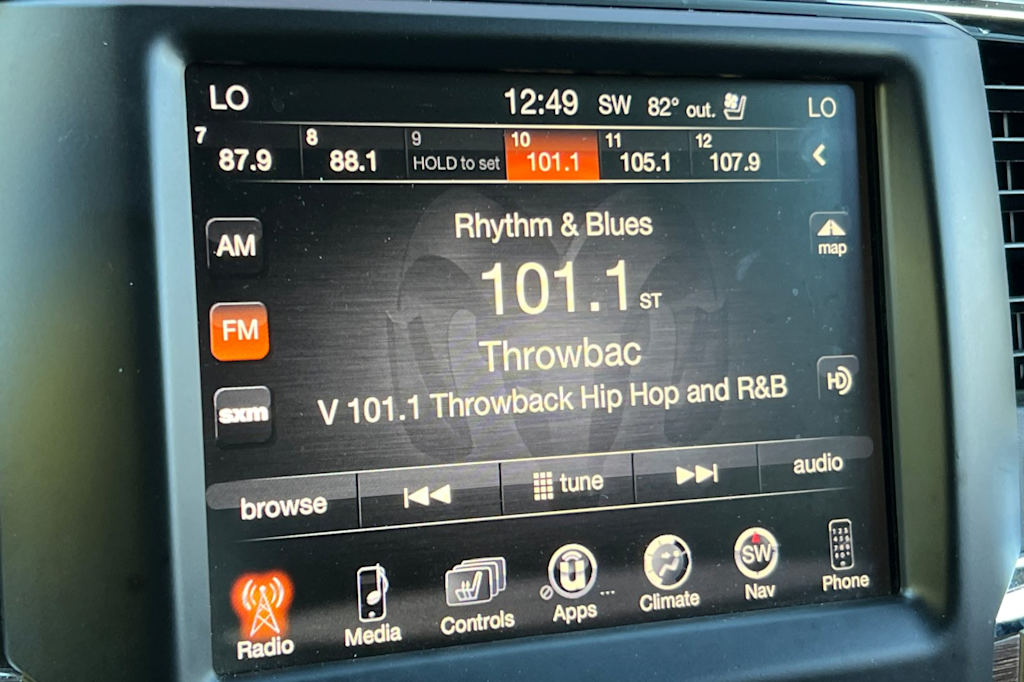 LO 12:49 SW 82° out. LO
7 8 9 10 11 12
87.9 88.1 HOLD to set 101.1 105.1 107.9
Rhythm & Blues
AM map
101.1 ST
FM
Throwbac
HD
sxm V 101.1 Throwback Hip Hop and R&B
browse tune audio
SW
Radio Media Controls Apps ... Climate Nav Phone